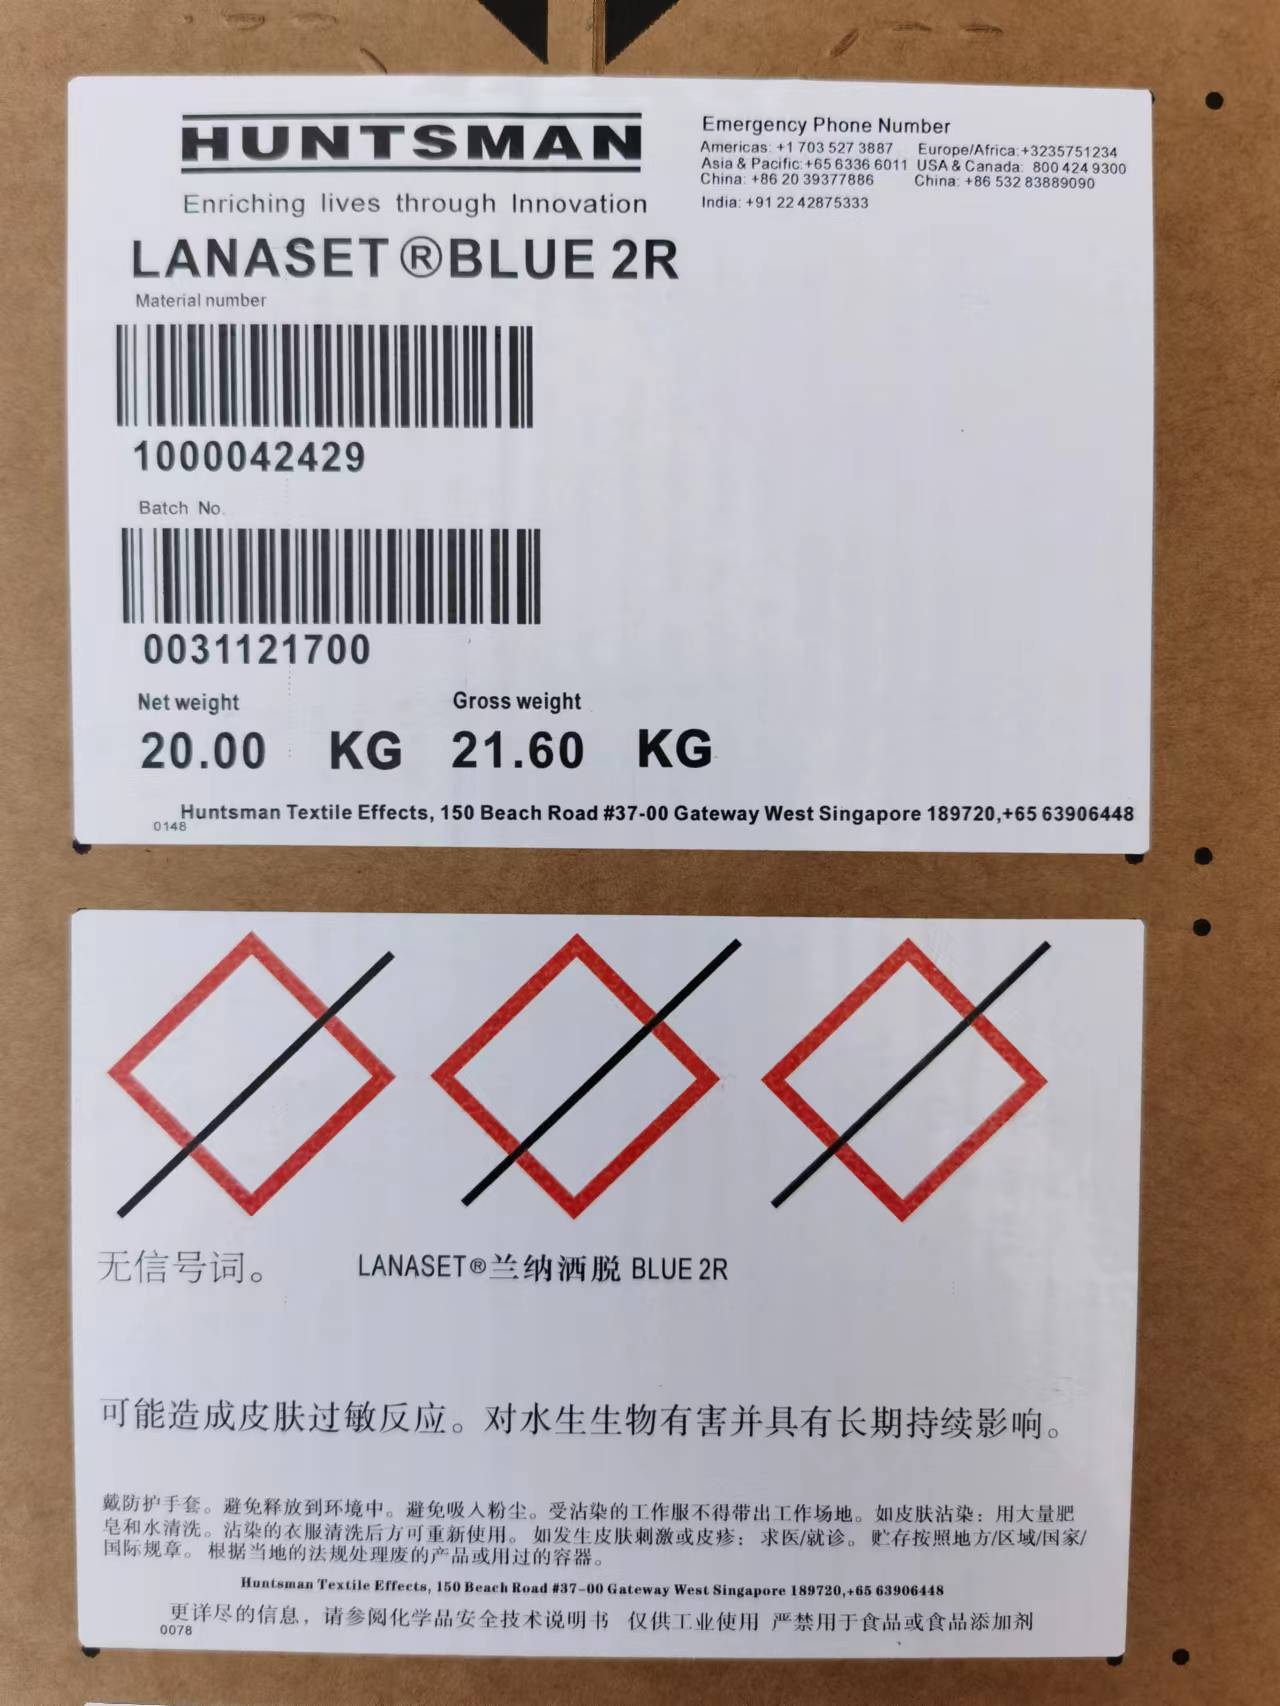 HUNTSMAN
Enriching lives through Innovation
Emergency Phone Number
Americas: +1 703 527 3887 Europe/Africa:+3235751234
Asia & Pacific:+65 6336 6011 USA & Canada: 800 424 9300
China: +86 20 39377886 China: +86 532 83889090
India: +91 22 42875333
LANASET ®BLUE 2R
Material number
1000042429
Batch No.
0031121700
Net weight Gross weight
20.00 KG 21.60 KG
Huntsman Textile Effects, 150 Beach Road #37-00 Gateway West Singapore 189720,+65 63906448
0148
无信号词。 LANASET®兰纳洒脱 BLUE 2R
可能造成皮肤过敏反应。对水生生物有害并具有长期持续影响。
戴防护手套。避免释放到环境中。避免吸入粉尘。受沾染的工作服不得带出工作场地。如皮肤沾染：用大量肥
皂和水清洗。沾染的衣服清洗后方可重新使用。如发生皮肤刺激或皮疹：求医/就诊。贮存按照地方/区域/国家/
国际规章。根据当地的法规处理废的产品或用过的容器。
Huntsman Textile Effects, 150 Beach Road #37-00 Gateway West Singapore 189720,+65 63906448
更详尽的信息，请参阅化学品安全技术说明书 仅供工业使用 严禁用于食品或食品添加剂
0078